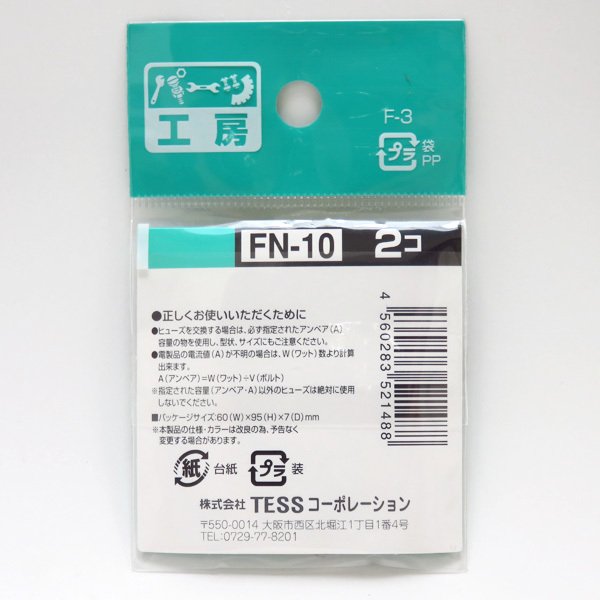 パーツ
工房
F-3
プラ
袋
PP
FN-10 2コ
●正しくお使いいただくために
●ヒューズを交換する場合は、必ず指定されたアンペア(A)・
容量の物を使用し、型状、サイズにもご注意ください。
●電製品の電流値(A)が不明の場合は、W(ワット)数より計算
出来ます。
A(アンペア)=W(ワット)÷V(ボルト)
※指定された容量(アンペア・A)以外のヒューズは絶対に使用
しないでください。
■パッケージサイズ:60(W)×95(H)×7(D)mm
※本製品の仕様・カラーは改良の為、予告なく
変更する場合があります。
紙 台紙 プラ 装
株式会社 TESS コーポレーション
〒550-0014 大阪市西区北堀江1丁目1番4号
TEL:0729-77-8201
4 560283 521488